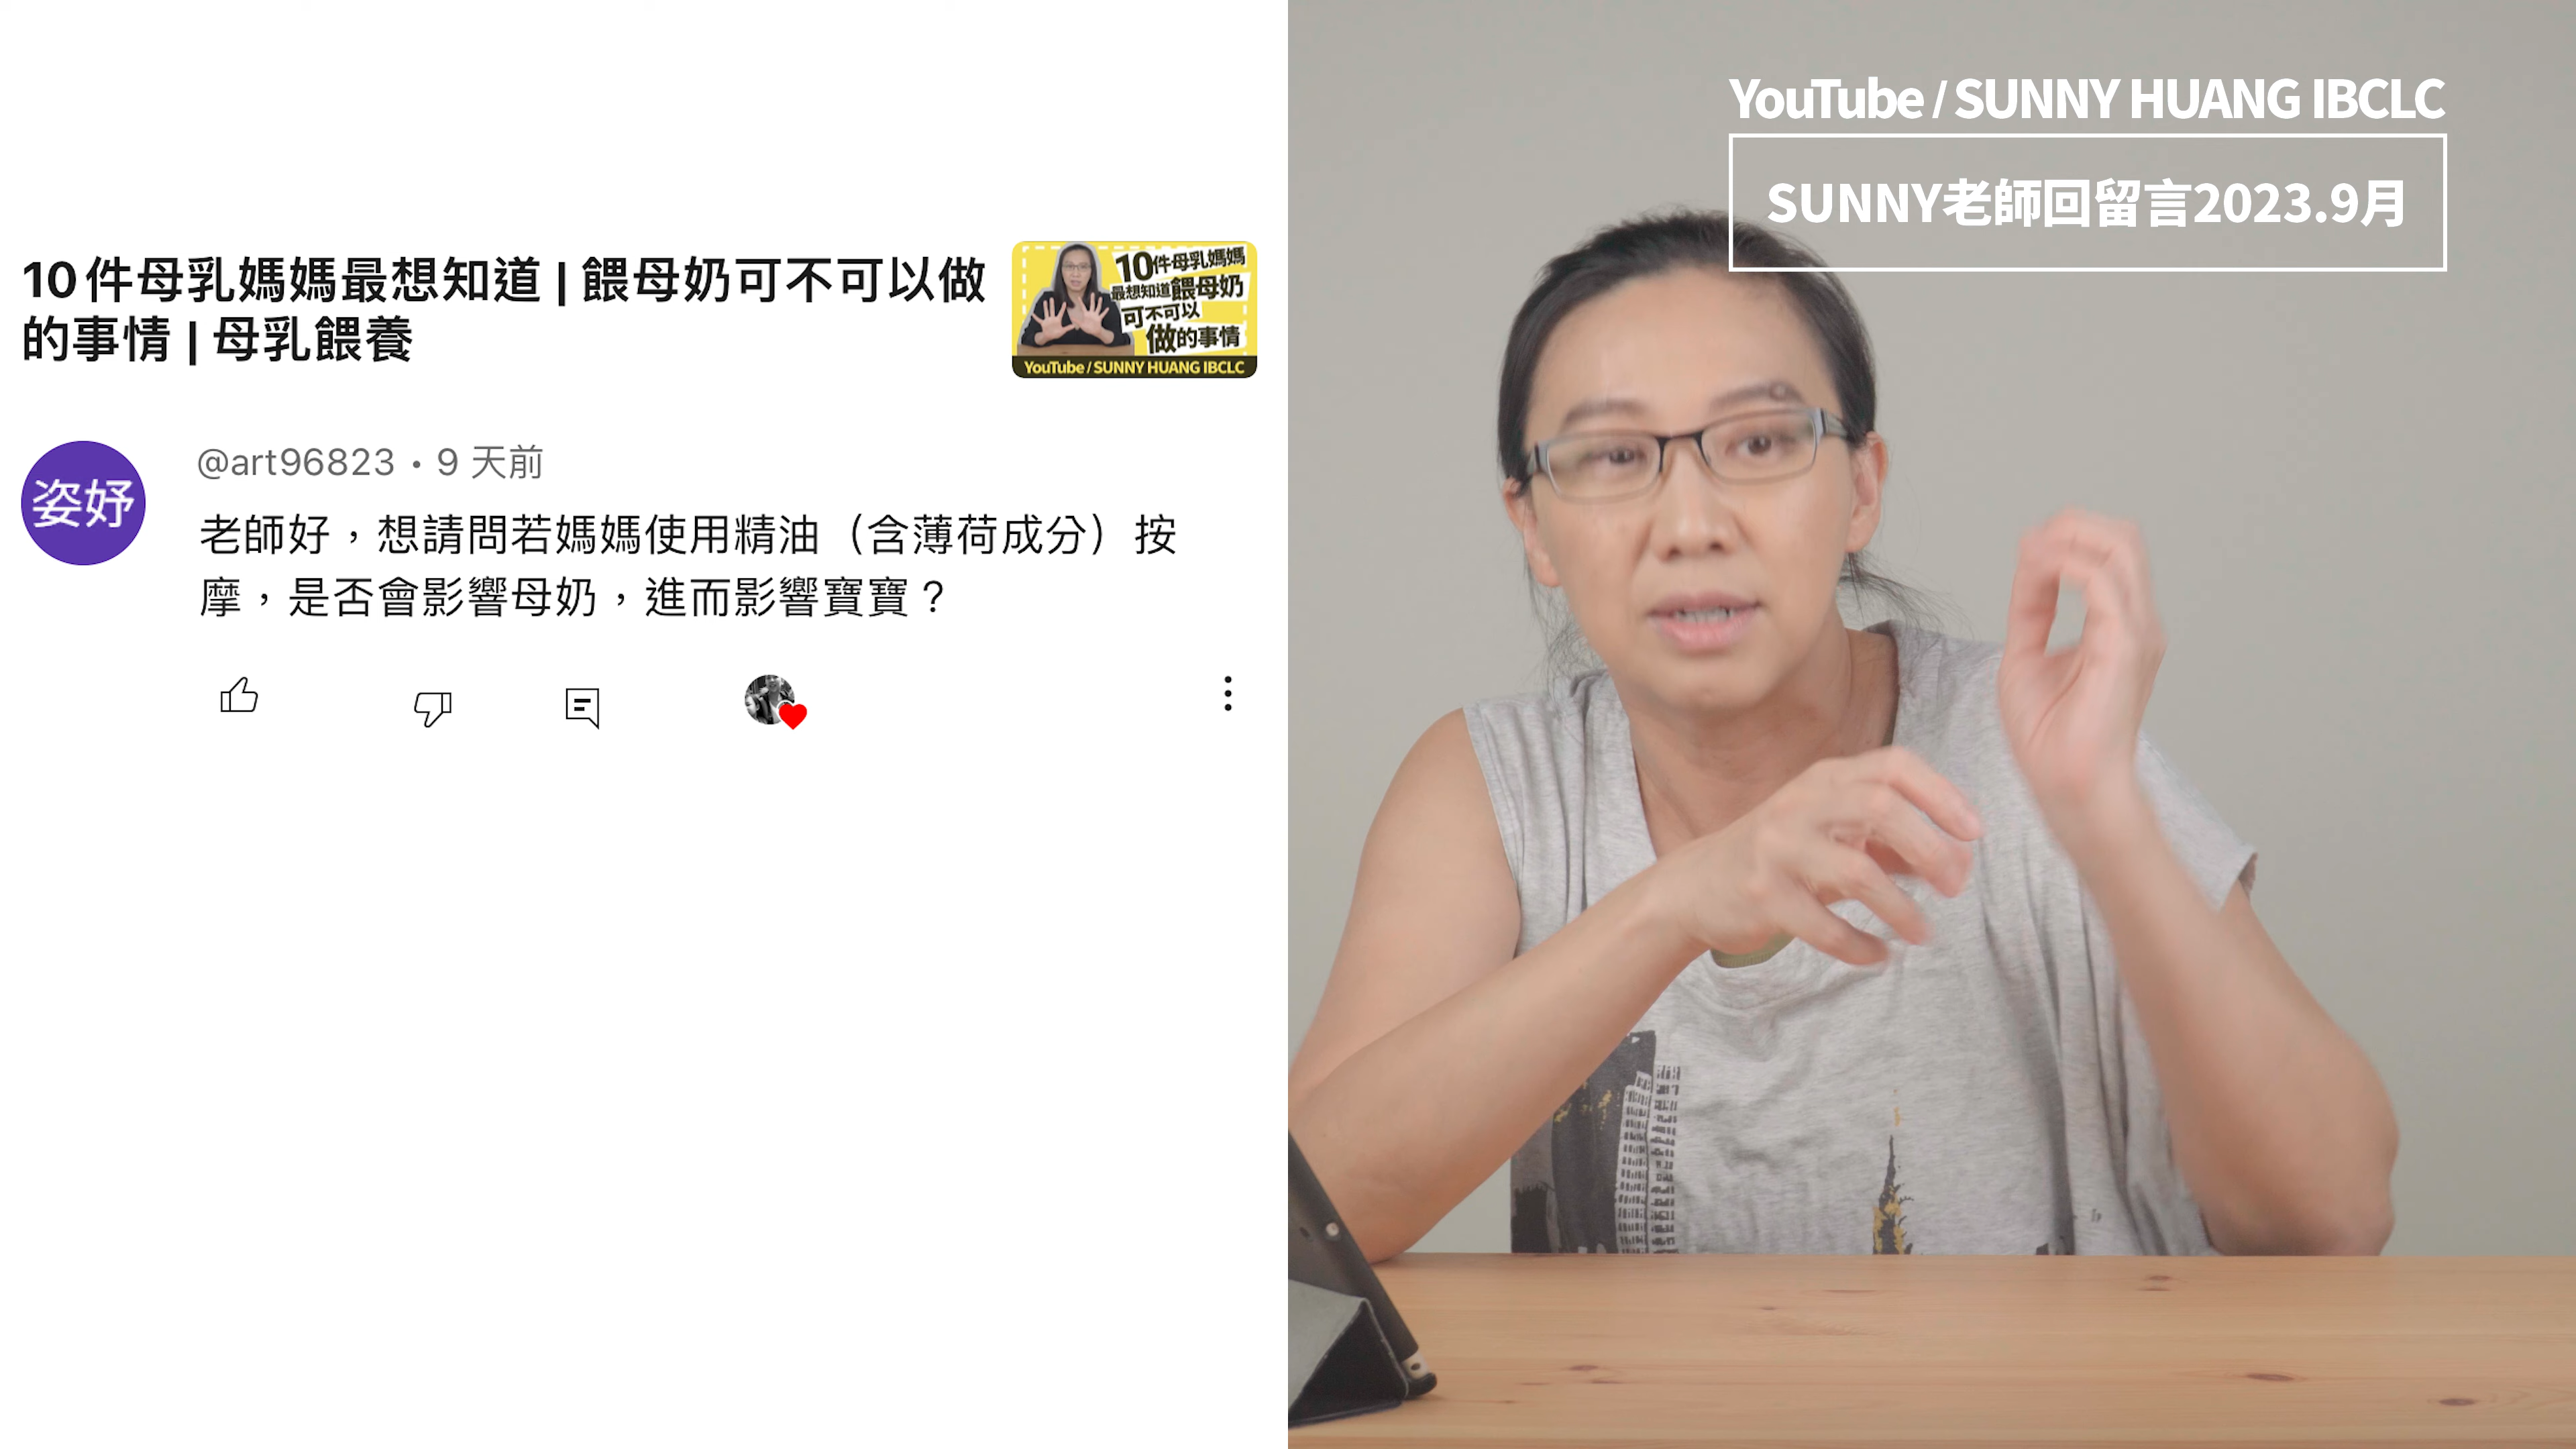 10件母乳媽媽最想知道 | 餵母奶可不可以做
的事情 | 母乳餵養
10件母乳媽媽
最想知道餵母奶
可不可以
做的事情
YouTube / SUNNY HUANG IBCLC
姿妤
@art96823 • 9 天前
老師好，想請問若媽媽使用精油（含薄荷成分）按
摩，是否會影響母奶，進而影響寶寶？
YouTube / SUNNY HUANG IBCLC
SUNNY老師回留言2023.9月